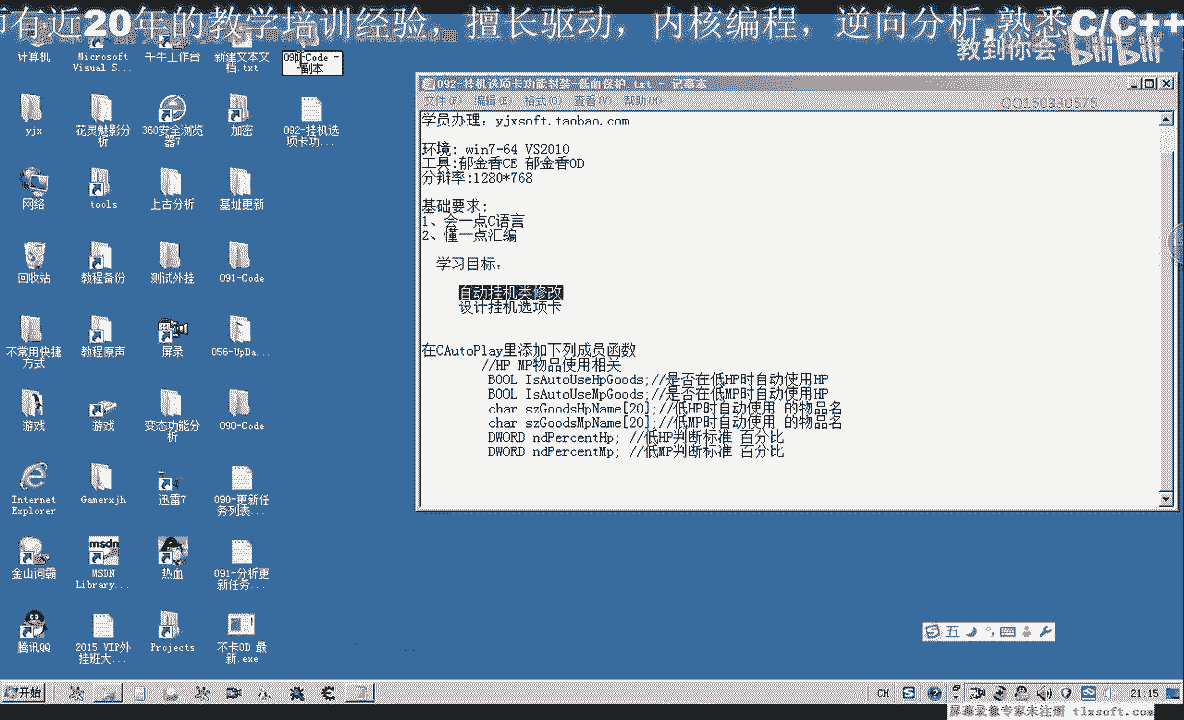 有近20年的教学培训经验，擅长驱动，内核编程，逆向分析,熟悉C/C++
教到你会 bilibili
计算机
Microsoft Visual S...
千牛工作台
新建文本文档.txt
副本
yjx
花灵魅影分析
360安全浏览器7
加密
092-挂机选项卡功...
网络
tools
上古分析
基址更新
回收站
教程备份
测试外挂
091-Code
不常用快捷方式
教程原声
屏录
056-UpDa...
游戏
游戏
变态功能分析
090-Code
Internet Explorer
Gamerxjh
迅雷7
090-更新任务列表...
金山词霸
MSDN Library...
热血
091-分析更新任务...
腾讯QQ
2015 VIP外挂班大...
Projects
不卡OD 最新.exe
092-挂机选项卡功能封装-低血保护 .txt - 记事本
文件(F) 编辑(E) 格式(O) 查看(V) 帮助(H)
QQ150330575
学员办理：yjxsoft.taobao.com
环境: win7-64 VS2010
工具:郁金香CE 郁金香OD
分辩率:1280*768
基础要求:
1、会一点C语言
2、懂一点汇编
学习目标：
自动挂机类修改
设计挂机选项卡
在CAutoPlay里添加下列成员函数
//HP MP物品使用相关
BOOL IsAutoUseHpGoods;//是否在低HP时自动使用HP
BOOL IsAutoUseMpGoods;//是否在低MP时自动使用HP
char szGoodsHpName[20];//低HP时自动使用 的物品名
char szGoodsMpName[20];//低MP时自动使用 的物品名
DWORD ndPercentHp; //低HP判断标准 百分比
DWORD ndPercentMp; //低MP判断标准 百分比
五
开始
CH
21:15
屏幕录像专家未注册 tlxsoft.com